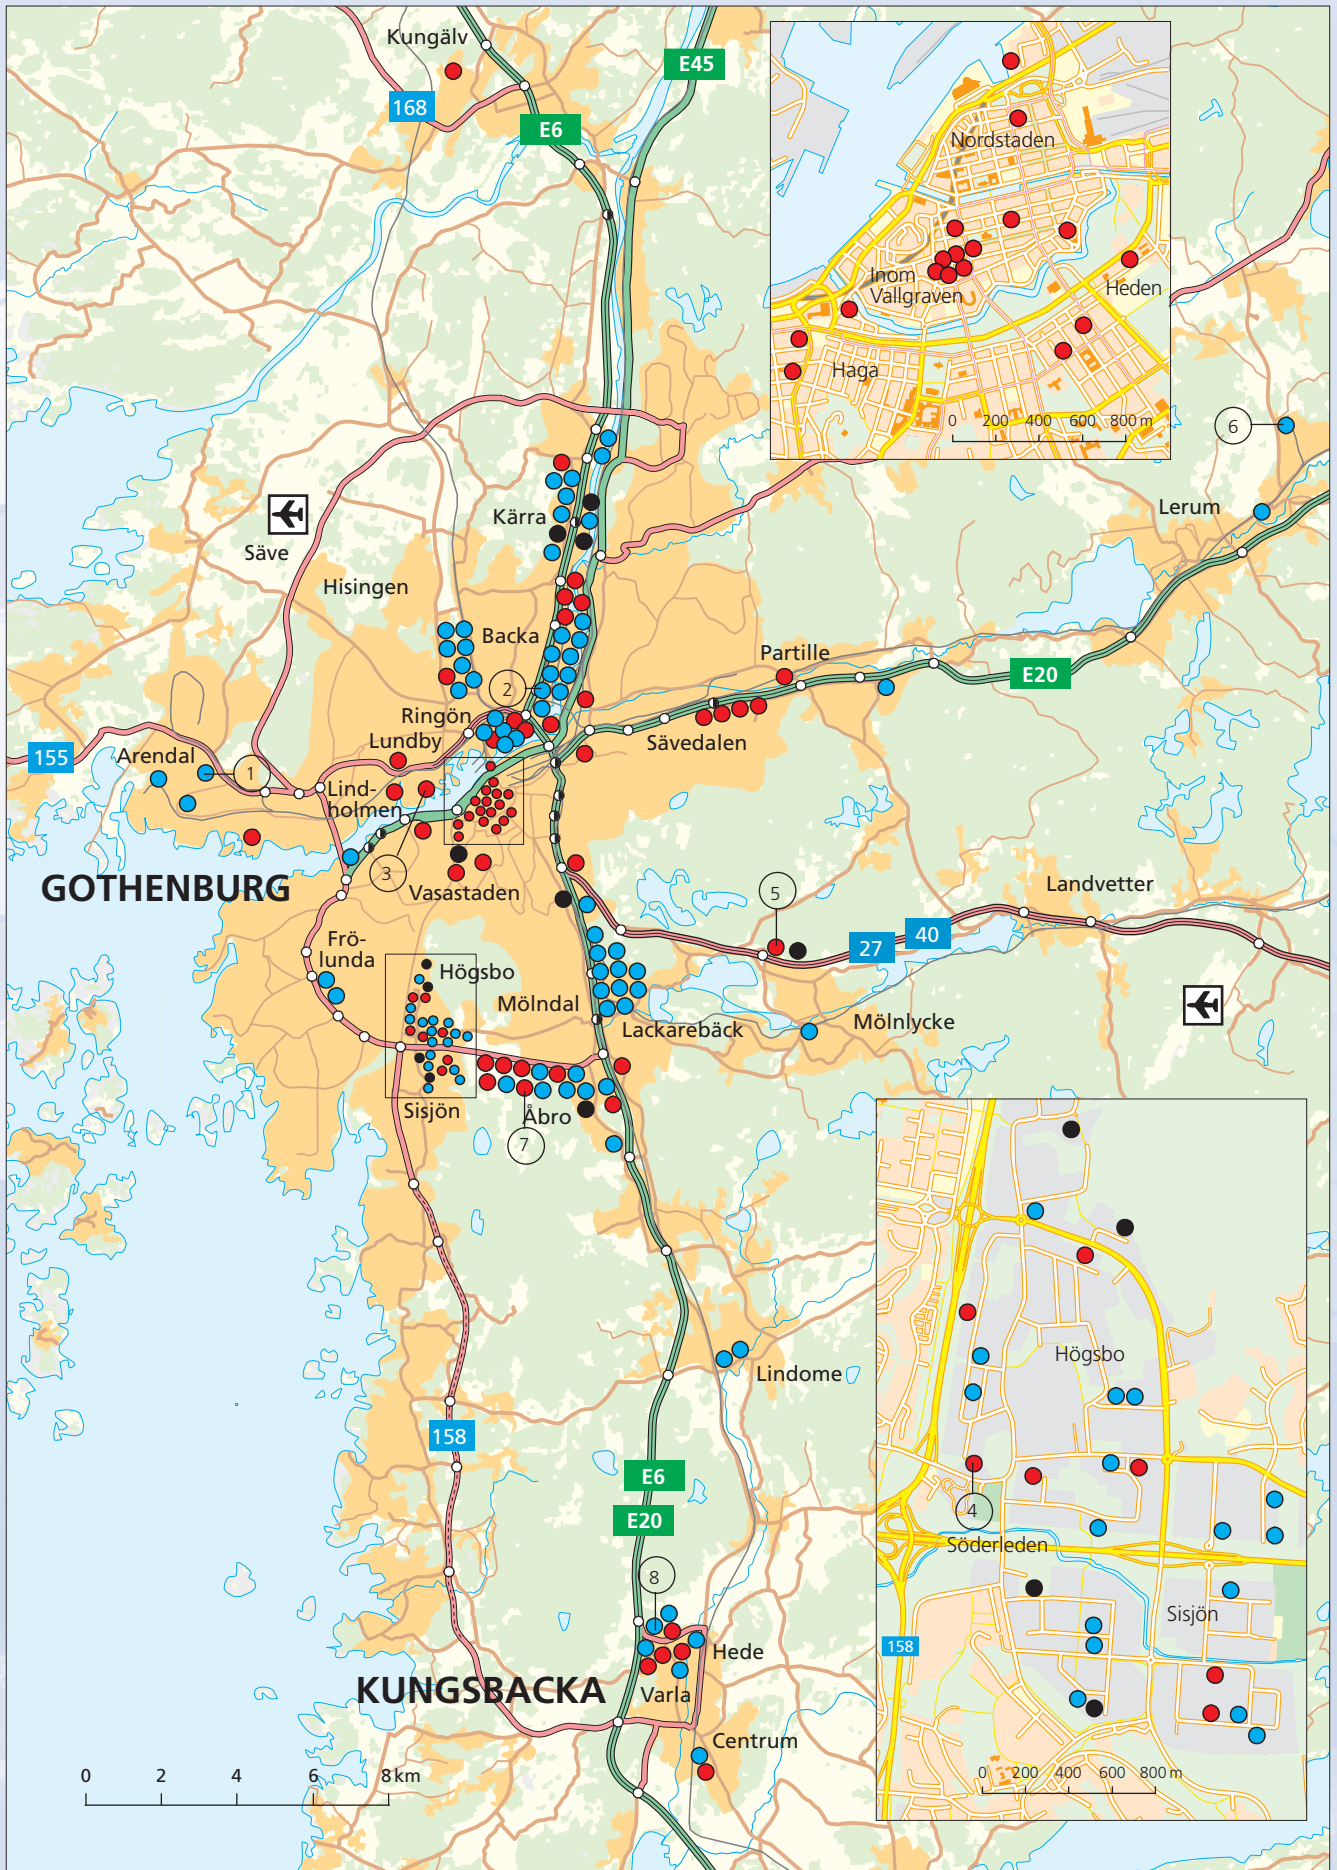 Kungälv
E45
168
E6
Nordstaden
Inom
Vallgraven
Heden
Haga
0 200 400 600 800 m
6
Lerum
Kärra
Säve
Hisingen
Backa
Partille
E20
2
Ringön
Lundby
Sävedalen
155
Arendal
1
Lind-
holmen
3
GOTHENBURG
Vasastaden
5
Landvetter
40
27
Frö-
lunda
Högsbo
Mölndal
Lackarebäck
Mölnlycke
Sisjön
Åbro
7
Lindome
158
E6
E20
8
Hede
KUNGSBACKA
Varla
Centrum
0 2 4 6 8 km
Högsbo
4
Söderleden
Sisjön
158
0 200 400 600 800 m